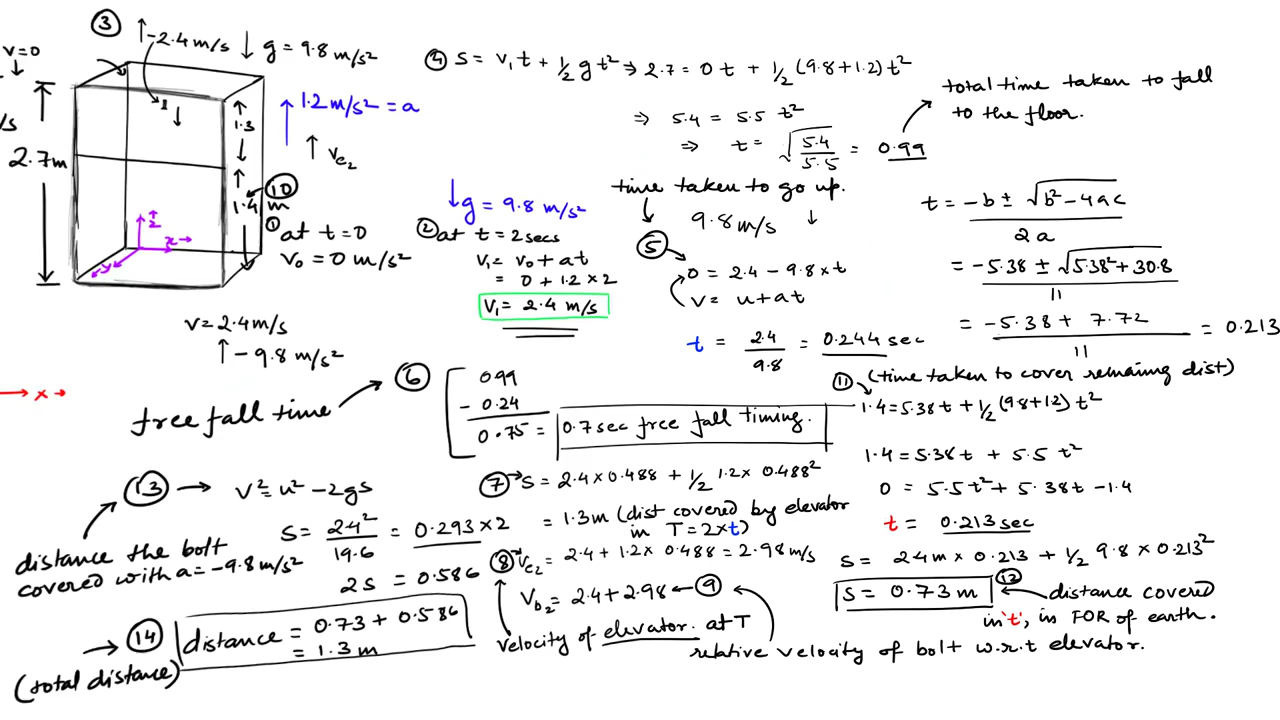 ③ ↑-2.4 m/s ↓ g = 9.8 m/s²
v=0
↓
/s
2.7m
1
↓
↑ 1.3 ↓
↑ 1.2 m/s² = a
↑ Ve₂
⑩
1.4 m
z
x →
y
① at t=0
V₀ = 0 m/s²
V = 2.4 m/s
↑ - 9.8 m/s²
→ x →
↓ g = 9.8 m/s²
② at t = 2secs
V₁ = V₀ + at
= 0 + 1.2 × 2
V₁ = 2.4 m/s
④ S = V₁ t + ½ g t² ⇒ 2.7 = 0 t + ½ (9.8+1.2) t²
⇒ 5.4 = 5.5 t²
⇒ t = √5.4/5.5 = 0.99
total time taken to fall
to the floor.
time taken to go up.
9.8 m/s ↓
⑤
0 = 2.4 - 9.8 × t
v = u + at
t = 2.4/9.8 = 0.244 sec
t = -b ± √b² - 4ac / 2a
= -5.38 ± √5.38² + 30.8 / 11
= -5.38 + 7.72 / 11 = 0.213
free fall time
⑥
0.99
- 0.24
0.75 = 0.7 sec free fall timing.
⑪ (time taken to cover remaining dist)
1.4 = 5.38 t + ½ (9.8+1.2) t²
1.4 = 5.38 t + 5.5 t²
0 = 5.5 t² + 5.38 t - 1.4
t = 0.213 sec
S = 2.4 m × 0.213 + ½ 9.8 × 0.213²
S = 0.73 m
⑫ distance covered
in 't', in FOR of earth.
⑦ S = 2.4 × 0.488 + ½ 1.2 × 0.488²
= 1.3 m (dist covered by elevator
in T = 2×t)
⑧ Ve₂ = 2.4 + 1.2 × 0.488 = 2.98 m/s
Vb₂ = 2.4 + 2.98 ← ⑨
velocity of elevator. at T
relative velocity of bolt w.r.t elevator.
⑬ → V² = u² - 2gs
S = 2.4²/19.6 = 0.293 × 2
2S = 0.586
distance the bolt
covered with a = -9.8 m/s²
→ ⑭
distance = 0.73 + 0.586
= 1.3 m
(total distance)